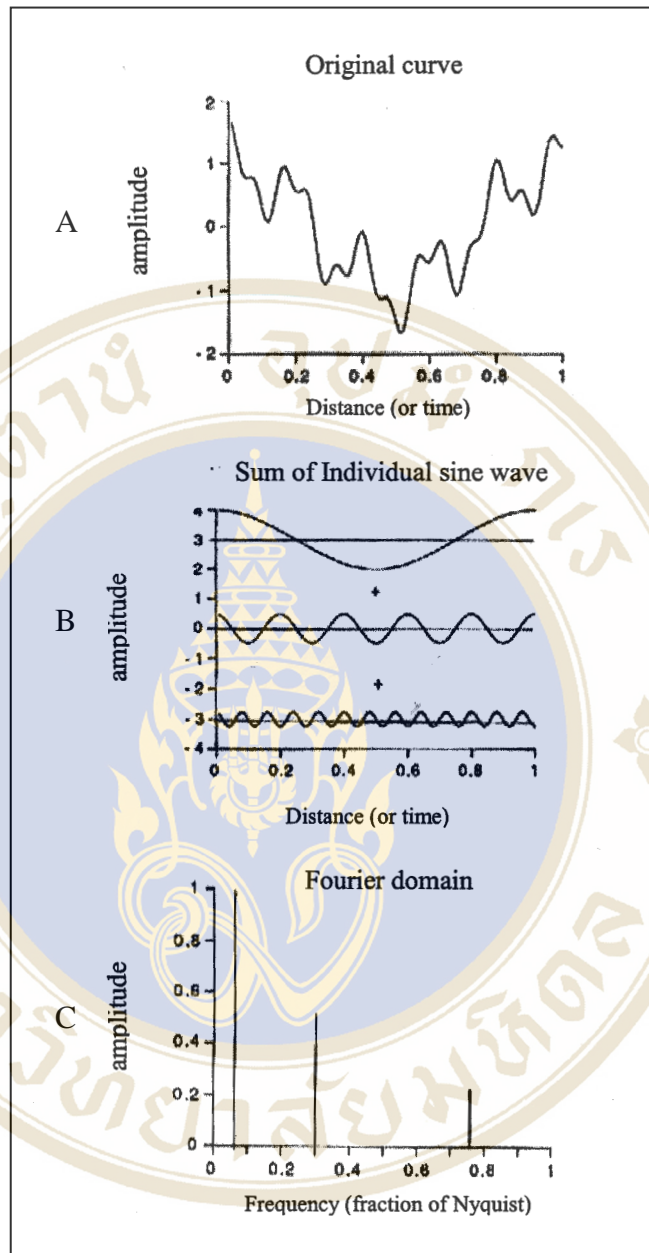 Original curve
A
amplitude
2
1
0
- 1
- 2
0 0.2 0.4 0.6 0.8 1
Distance (or time)
Sum of Individual sine wave
B
amplitude
4
3
2
1
0
- 1
- 2
- 3
- 4
+
+
0 0.2 0.4 0.6 0.8 1
Distance (or time)
Fourier domain
C
amplitude
1
0.8
0.6
0.4
0.2
0
0 0.2 0.4 0.6 0.8 1
Frequency (fraction of Nyquist)